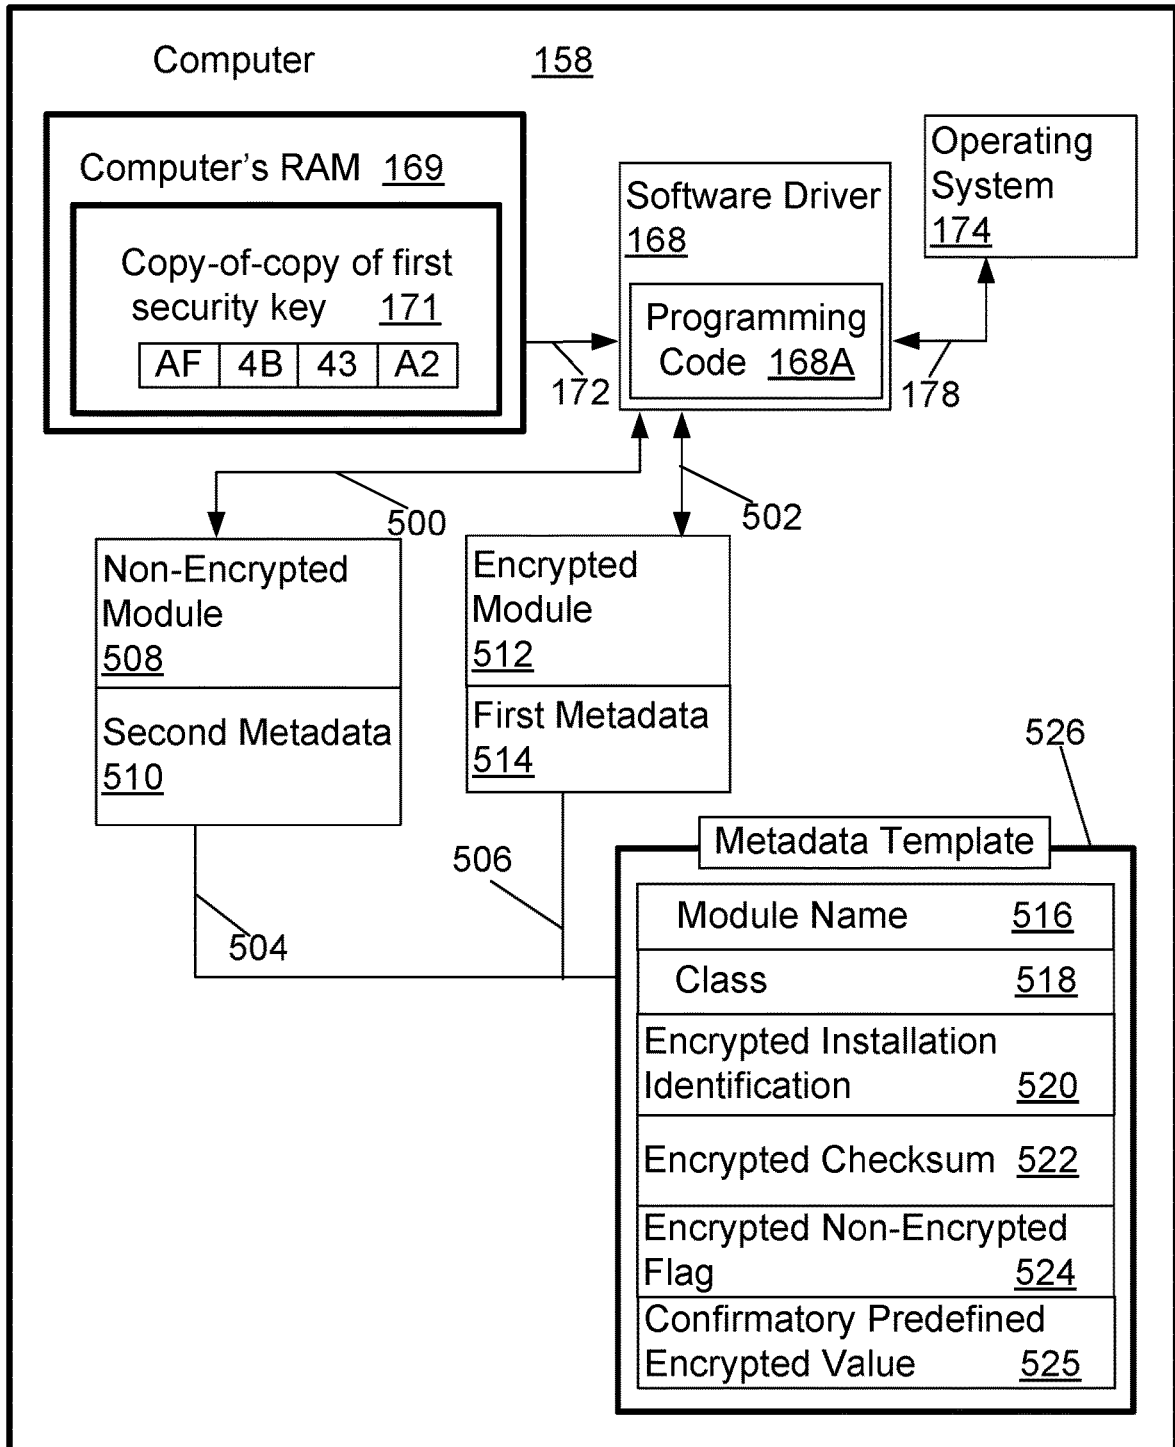 Computer 158
Computer's RAM 169
Copy-of-copy of first
security key 171
AF 4B 43 A2
172
Software Driver
168
Programming
Code 168A
Operating
System
174
178
500
502
Non-Encrypted
Module
508
Second Metadata
510
Encrypted
Module
512
First Metadata
514
504
506
526
Metadata Template
Module Name 516
Class 518
Encrypted Installation
Identification 520
Encrypted Checksum 522
Encrypted Non-Encrypted
Flag 524
Confirmatory Predefined
Encrypted Value 525